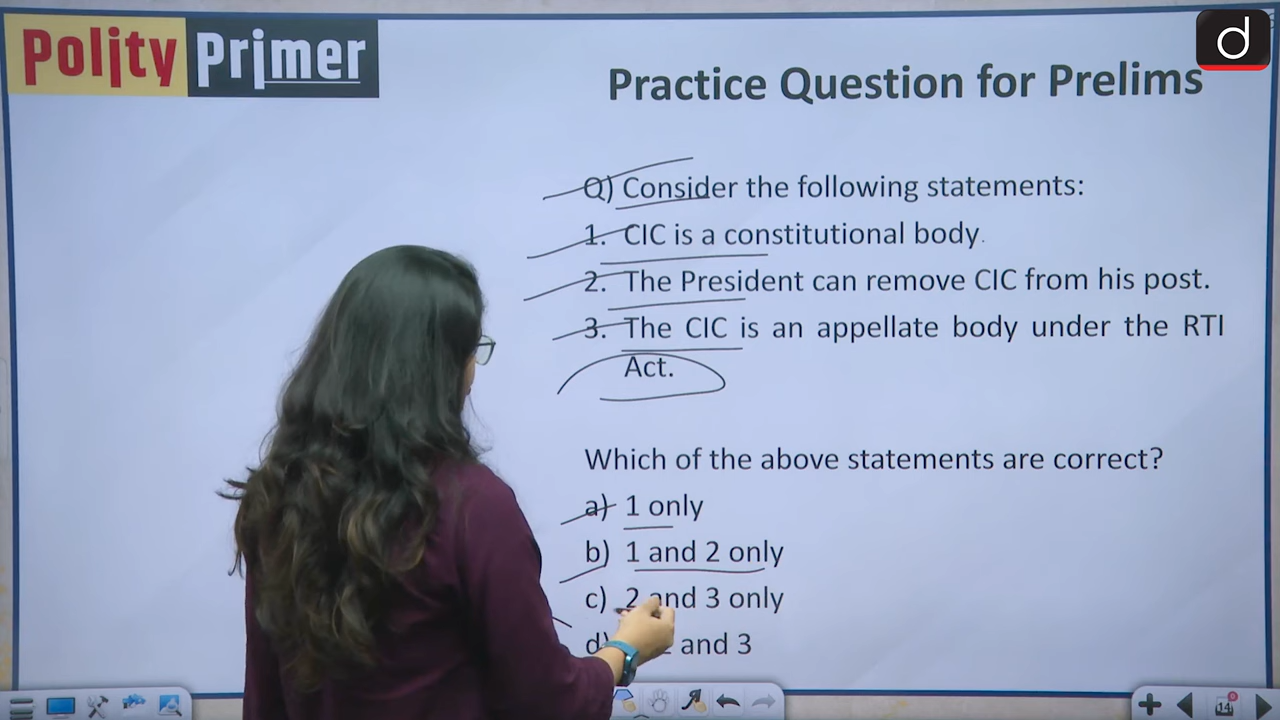 Polity Primer
d
Practice Question for Prelims
Q) Consider the following statements:
1. CIC is a constitutional body.
2. The President can remove CIC from his post.
3. The CIC is an appellate body under the RTI
Act.
Which of the above statements are correct?
a) 1 only
b) 1 and 2 only
c) 2 and 3 only
d) and 3
14